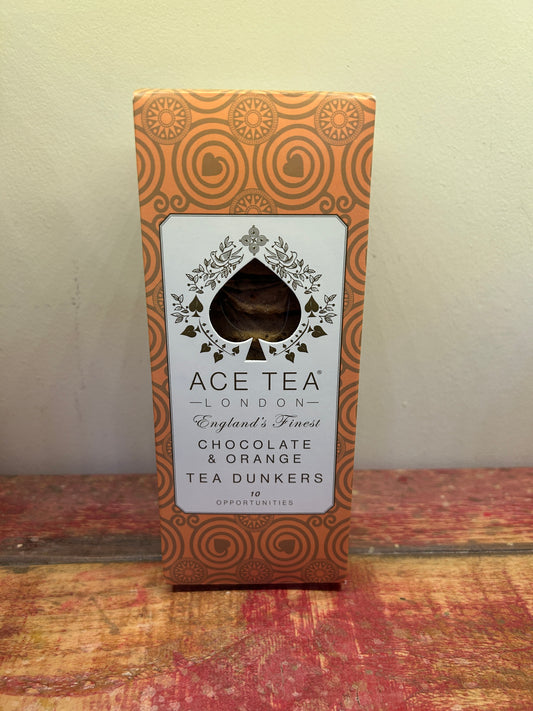 ACE TEA®
—LONDON—
England's Finest
CHOCOLATE
& ORANGE
TEA DUNKERS
10
OPPORTUNITIES